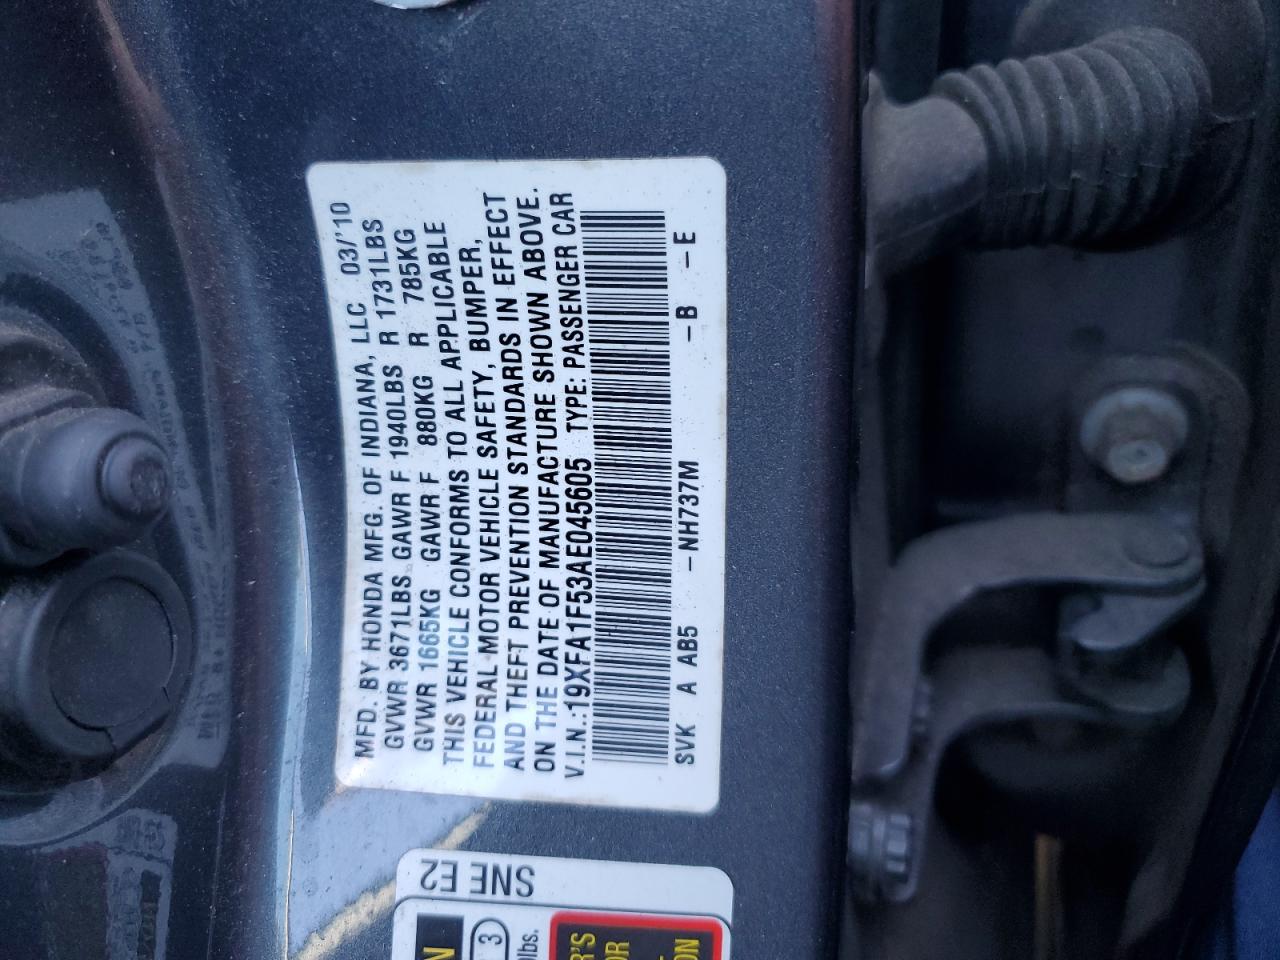 MFD. BY HONDA MFG. OF INDIANA, LLC 03/'10
GVWR 3671LBS GAWR F 1940LBS R 1731LBS
GVWR 1665KG GAWR F 880KG R 785KG
THIS VEHICLE CONFORMS TO ALL APPLICABLE
FEDERAL MOTOR VEHICLE SAFETY, BUMPER,
AND THEFT PREVENTION STANDARDS IN EFFECT
ON THE DATE OF MANUFACTURE SHOWN ABOVE.
V.I.N.:19XFA1F53AE045605 TYPE: PASSENGER CAR
SVK A AB5 -NH737M -B -E
SNE E2
3
lbs.